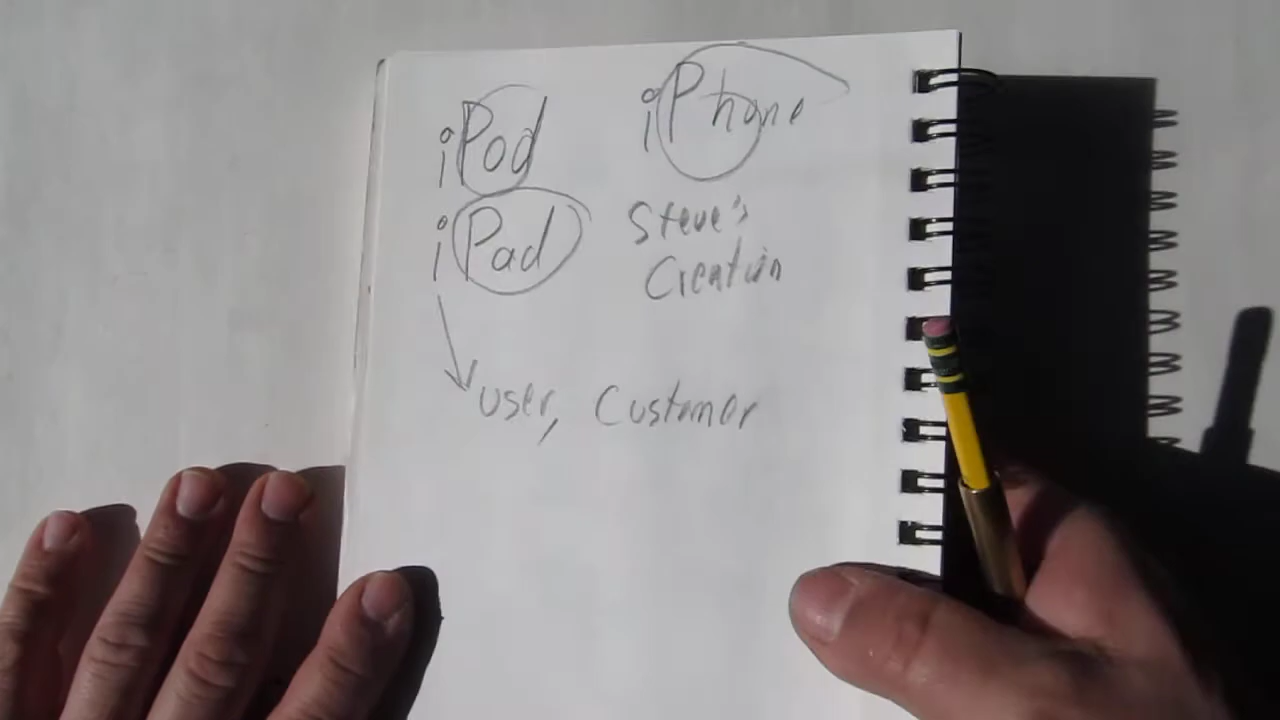 iPod
iPhone
iPad
Steve's
Creation
user, Customer